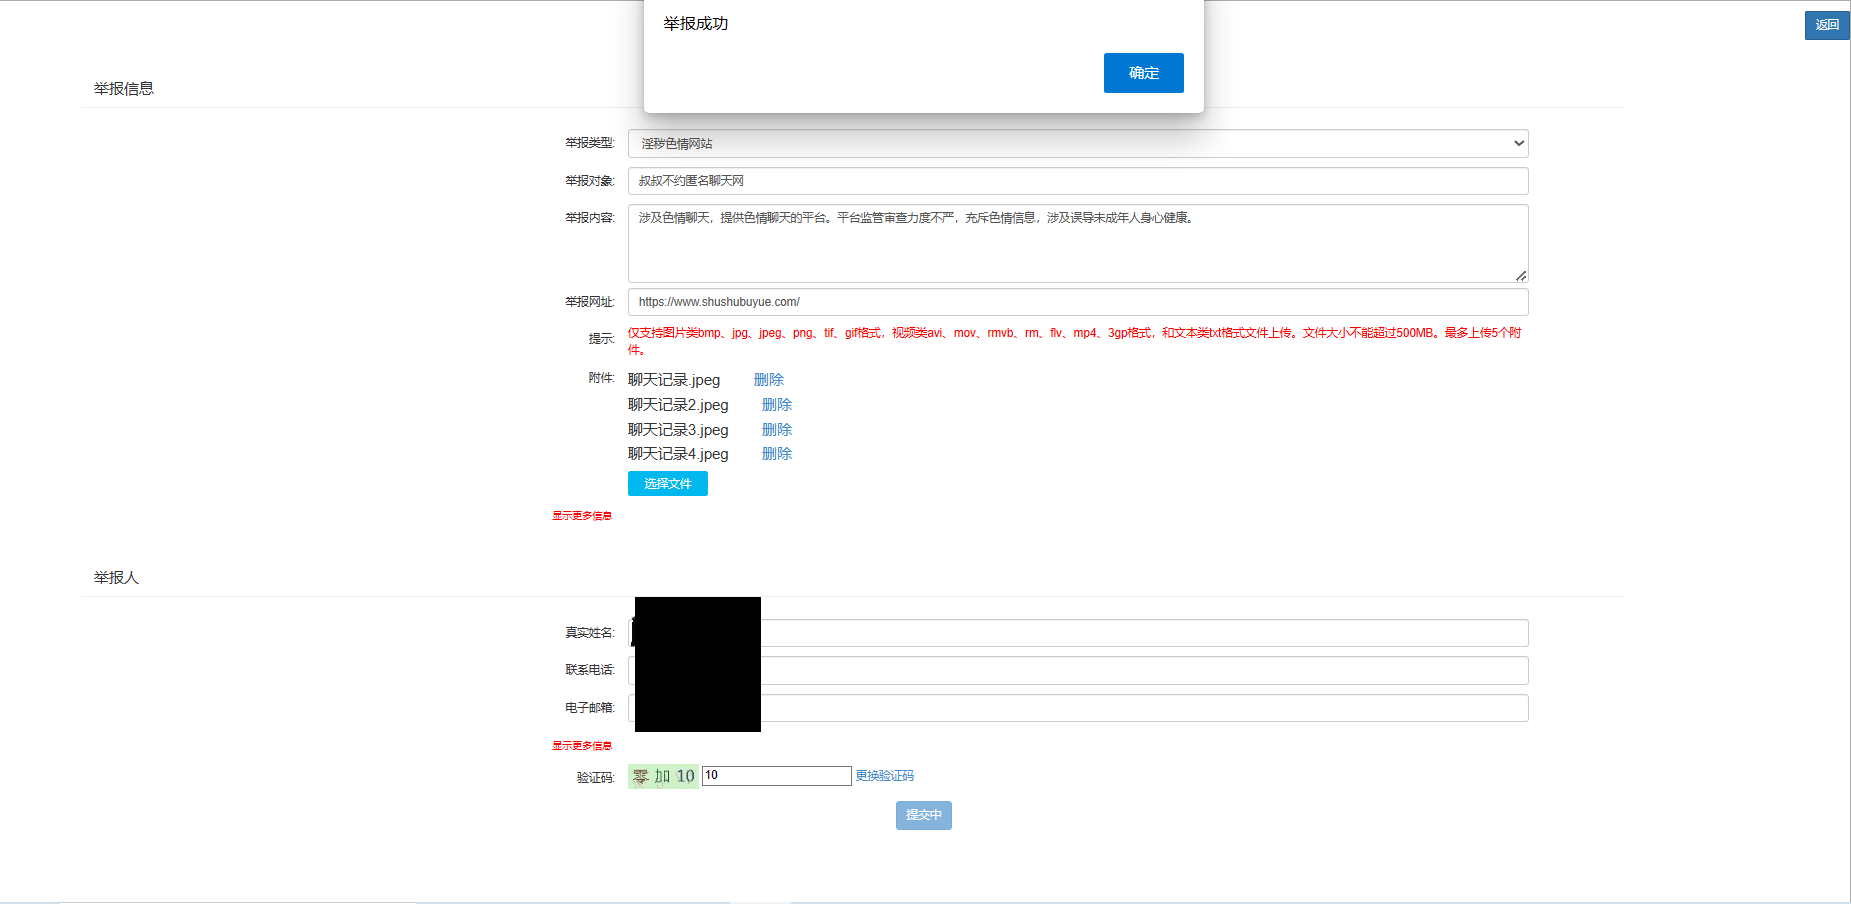 举报成功
确定
返回
举报信息
举报类型: 淫秽色情网站
举报对象: 叔叔不约匿名聊天网
举报内容: 涉及色情聊天，提供色情聊天的平台。平台监管审查力度不严，充斥色情信息，涉及误导未成年人身心健康。
举报网址: https://www.shushubuyue.com/
提示: 仅支持图片类bmp、jpg、jpeg、png、tif、gif格式，视频类avi、mov、rmvb、rm、flv、mp4、3gp格式，和文本类txt格式文件上传。文件大小不能超过500MB。最多上传5个附
件。
附件: 聊天记录.jpeg 删除
聊天记录2.jpeg 删除
聊天记录3.jpeg 删除
聊天记录4.jpeg 删除
选择文件
显示更多信息
举报人
真实姓名:
联系电话:
电子邮箱:
显示更多信息
验证码: 零 加 10 10 更换验证码
提交中